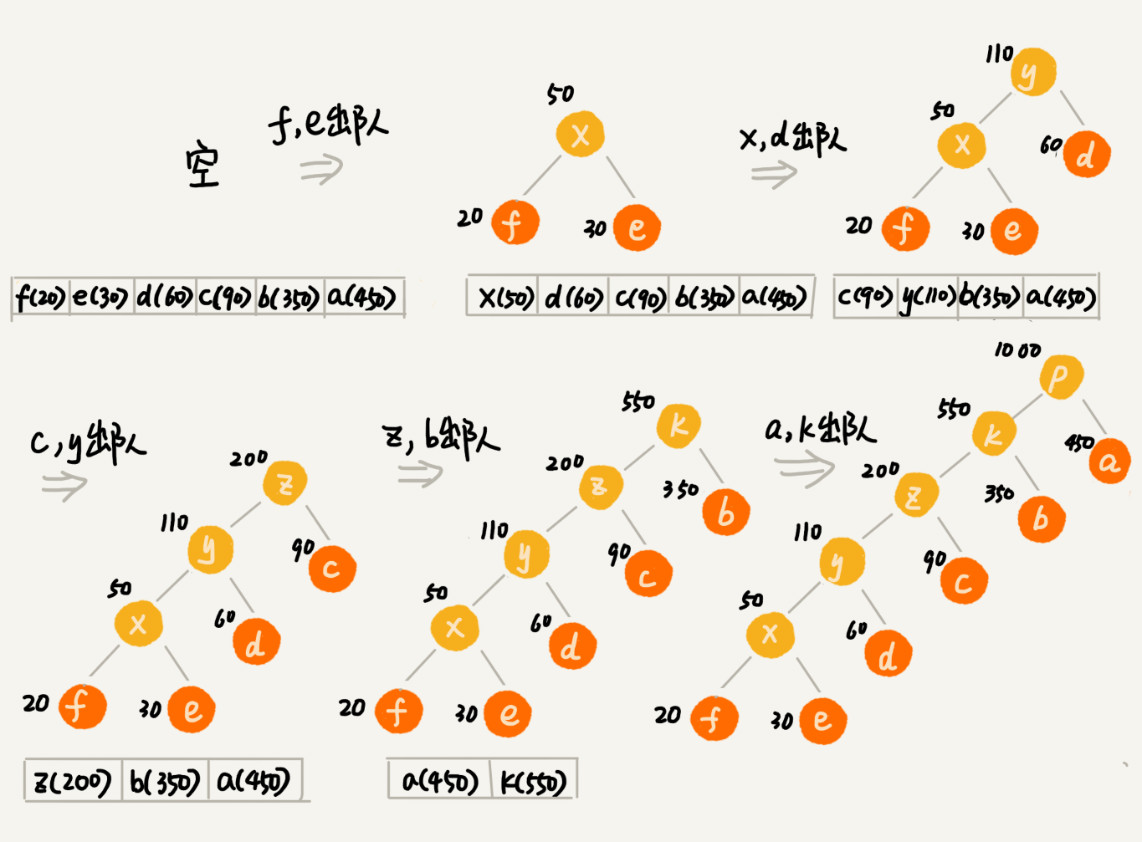 空
f,e出队
50
X
20 f
30 e
x,d出队
110 y
50 X
60 d
20 f
30 e
f(20) e(30) d(60) c(90) b(350) a(450)
X(50) d(60) c(90) b(350) a(450)
c(90) y(110) b(350) a(450)
c,y出队
200 z
110 y
90 c
50 X
60 d
20 f
30 e
z(200) b(350) a(450)
z,b出队
550 k
200 z
350 b
110 y
90 c
50 X
60 d
20 f
30 e
a(450) k(550)
a,k出队
1000 p
550 k
450 a
200 z
350 b
110 y
90 c
50 X
60 d
20 f
30 e